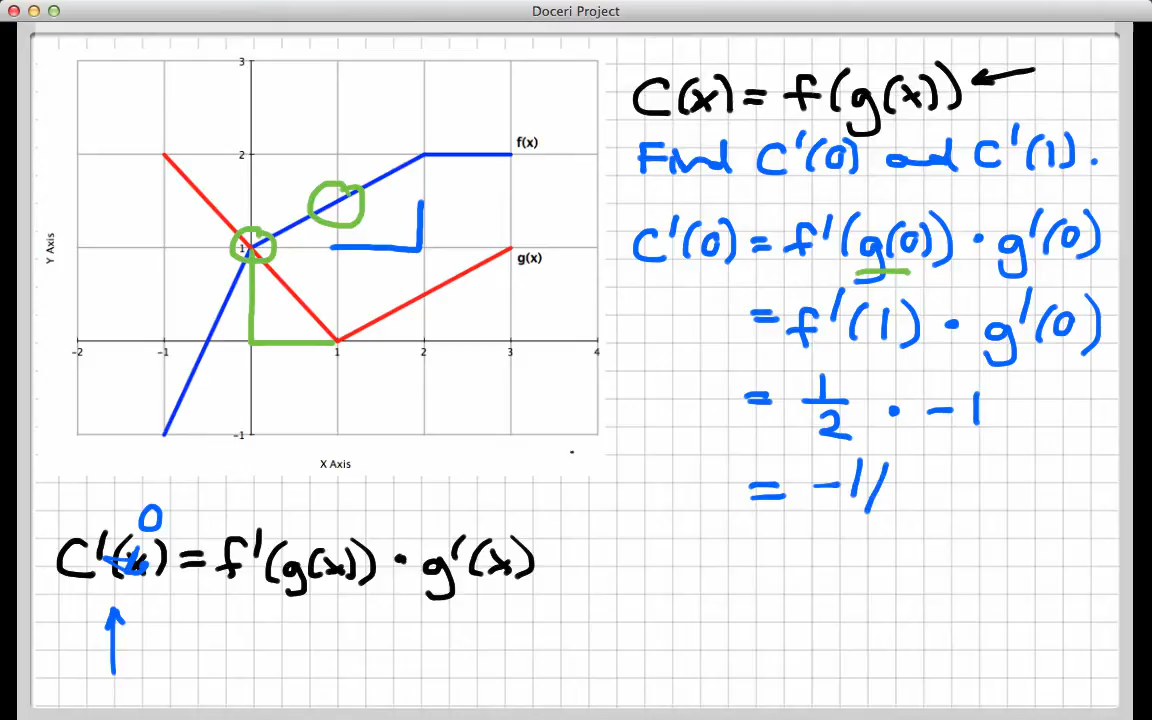 Doceri Project
3
f(x)
2
Y Axis
1
g(x)
-2 -1 1 2 3 4
-1
X Axis
C(x) = f(g(x))
Find C'(0) and C'(1).
C'(0) = f'(g(0)) · g'(0)
= f'(1) · g'(0)
= 1/2 · -1
= -1/
0
C'(x) = f'(g(x)) · g'(x)